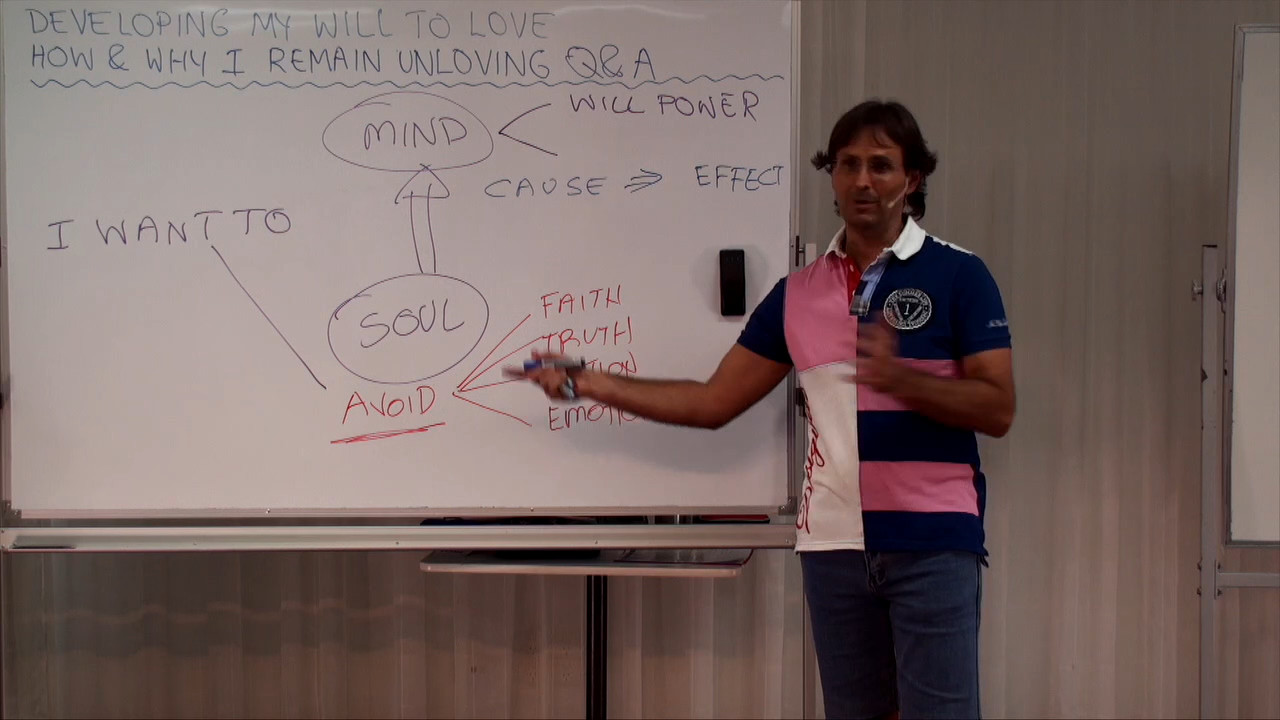 DEVELOPING MY WILL TO LOVE
HOW & WHY I REMAIN UNLOVING Q&A
MIND
WILL POWER
CAUSE ⇒ EFFECT
I WANT TO
SOUL
FAITH
TRUTH
AVOID
1